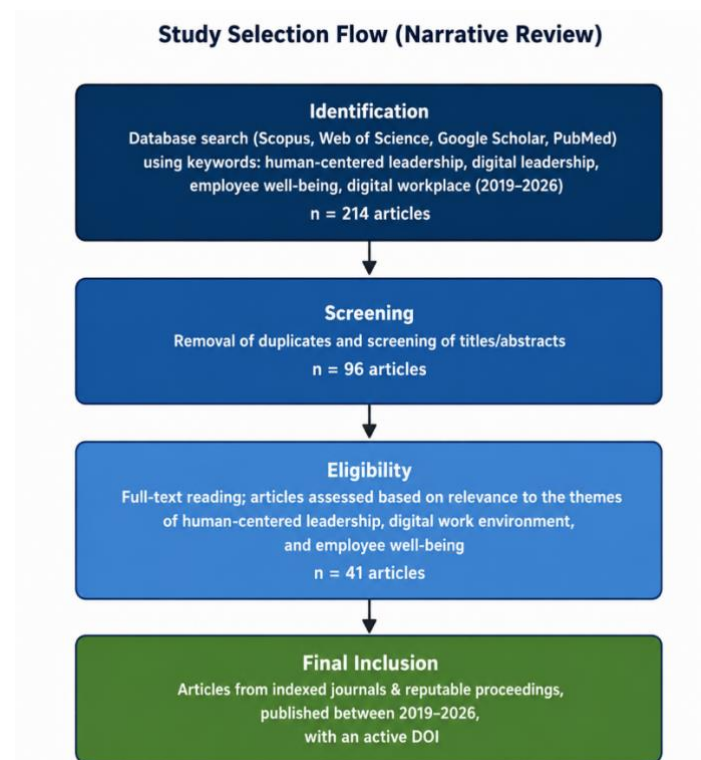 Study Selection Flow (Narrative Review)
Identification
Database search (Scopus, Web of Science, Google Scholar, PubMed)
using keywords: human-centered leadership, digital leadership,
employee well-being, digital workplace (2019–2026)
n = 214 articles
Screening
Removal of duplicates and screening of titles/abstracts
n = 96 articles
Eligibility
Full-text reading; articles assessed based on relevance to the themes
of human-centered leadership, digital work environment,
and employee well-being
n = 41 articles
Final Inclusion
Articles from indexed journals & reputable proceedings,
published between 2019–2026,
with an active DOI